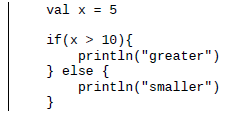 val x = 5
if(x > 10){
println("greater")
} else {
println("smaller")
}